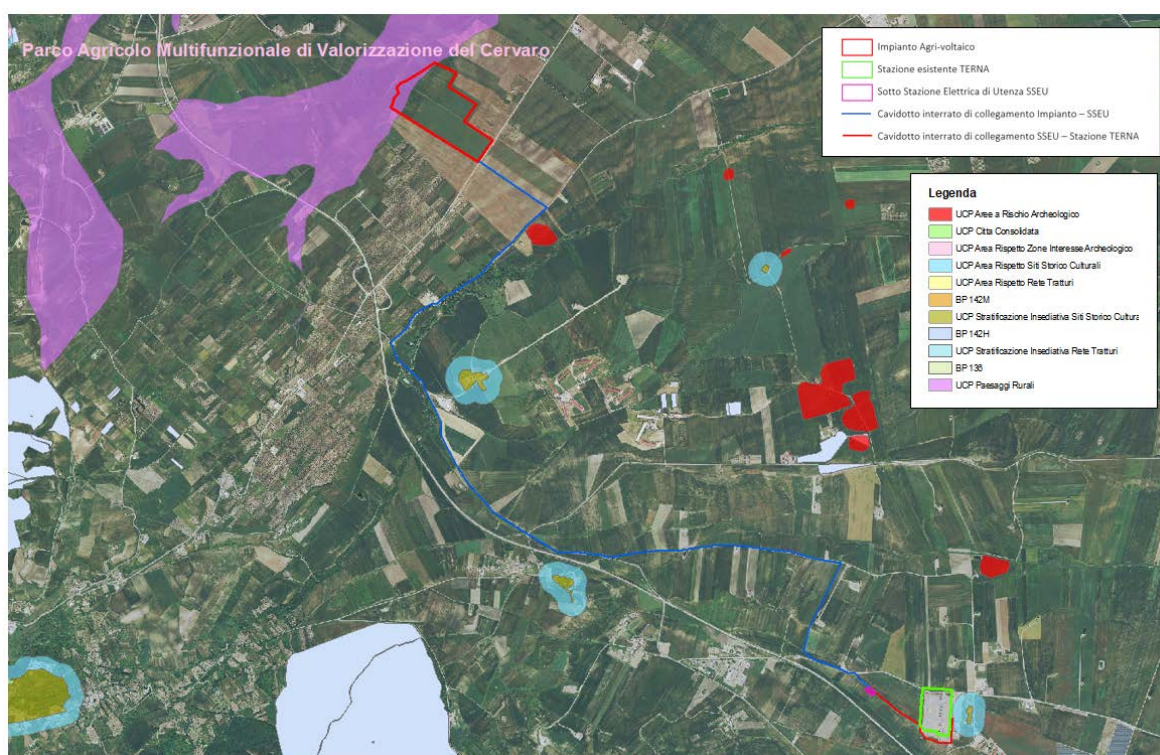 Parco Agricolo Multifunzionale di Valorizzazione del Cervaro
Impianto Agri-voltaico
Stazione esistente TERNA
Sotto Stazione Elettrica di Utenza SSEU
Cavidotto interrato di collegamento Impianto – SSEU
Cavidotto interrato di collegamento SSEU – Stazione TERNA
Legenda
UCP Aree a Rischio Archeologico
UCP Citta Consolidata
UCP Area Rispetto Zone Interesse Archeologico
UCP Area Rispetto Siti Storico Culturali
UCP Area Rispetto Rete Tratturi
BP 142M
UCP Stratificazione Insediativa Siti Storico Cultura
BP 142H
UCP Stratificazione Insediativa Rete Tratturi
BP 136
UCP Paesaggi Rurali